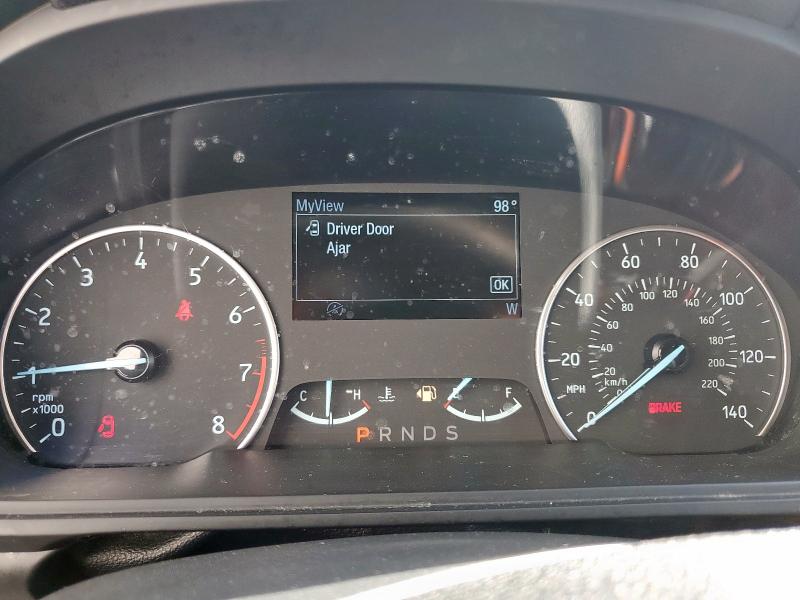 MyView 98°
Driver Door
Ajar
OK
W
0 1 2 3 4 5 6 7 8
rpm
x1000
C H
F
P R N D S
0 20 40 60 80 100 120 140
MPH
0 20 40 60 80 100 120 140 160 180 200 220
km/h
BRAKE